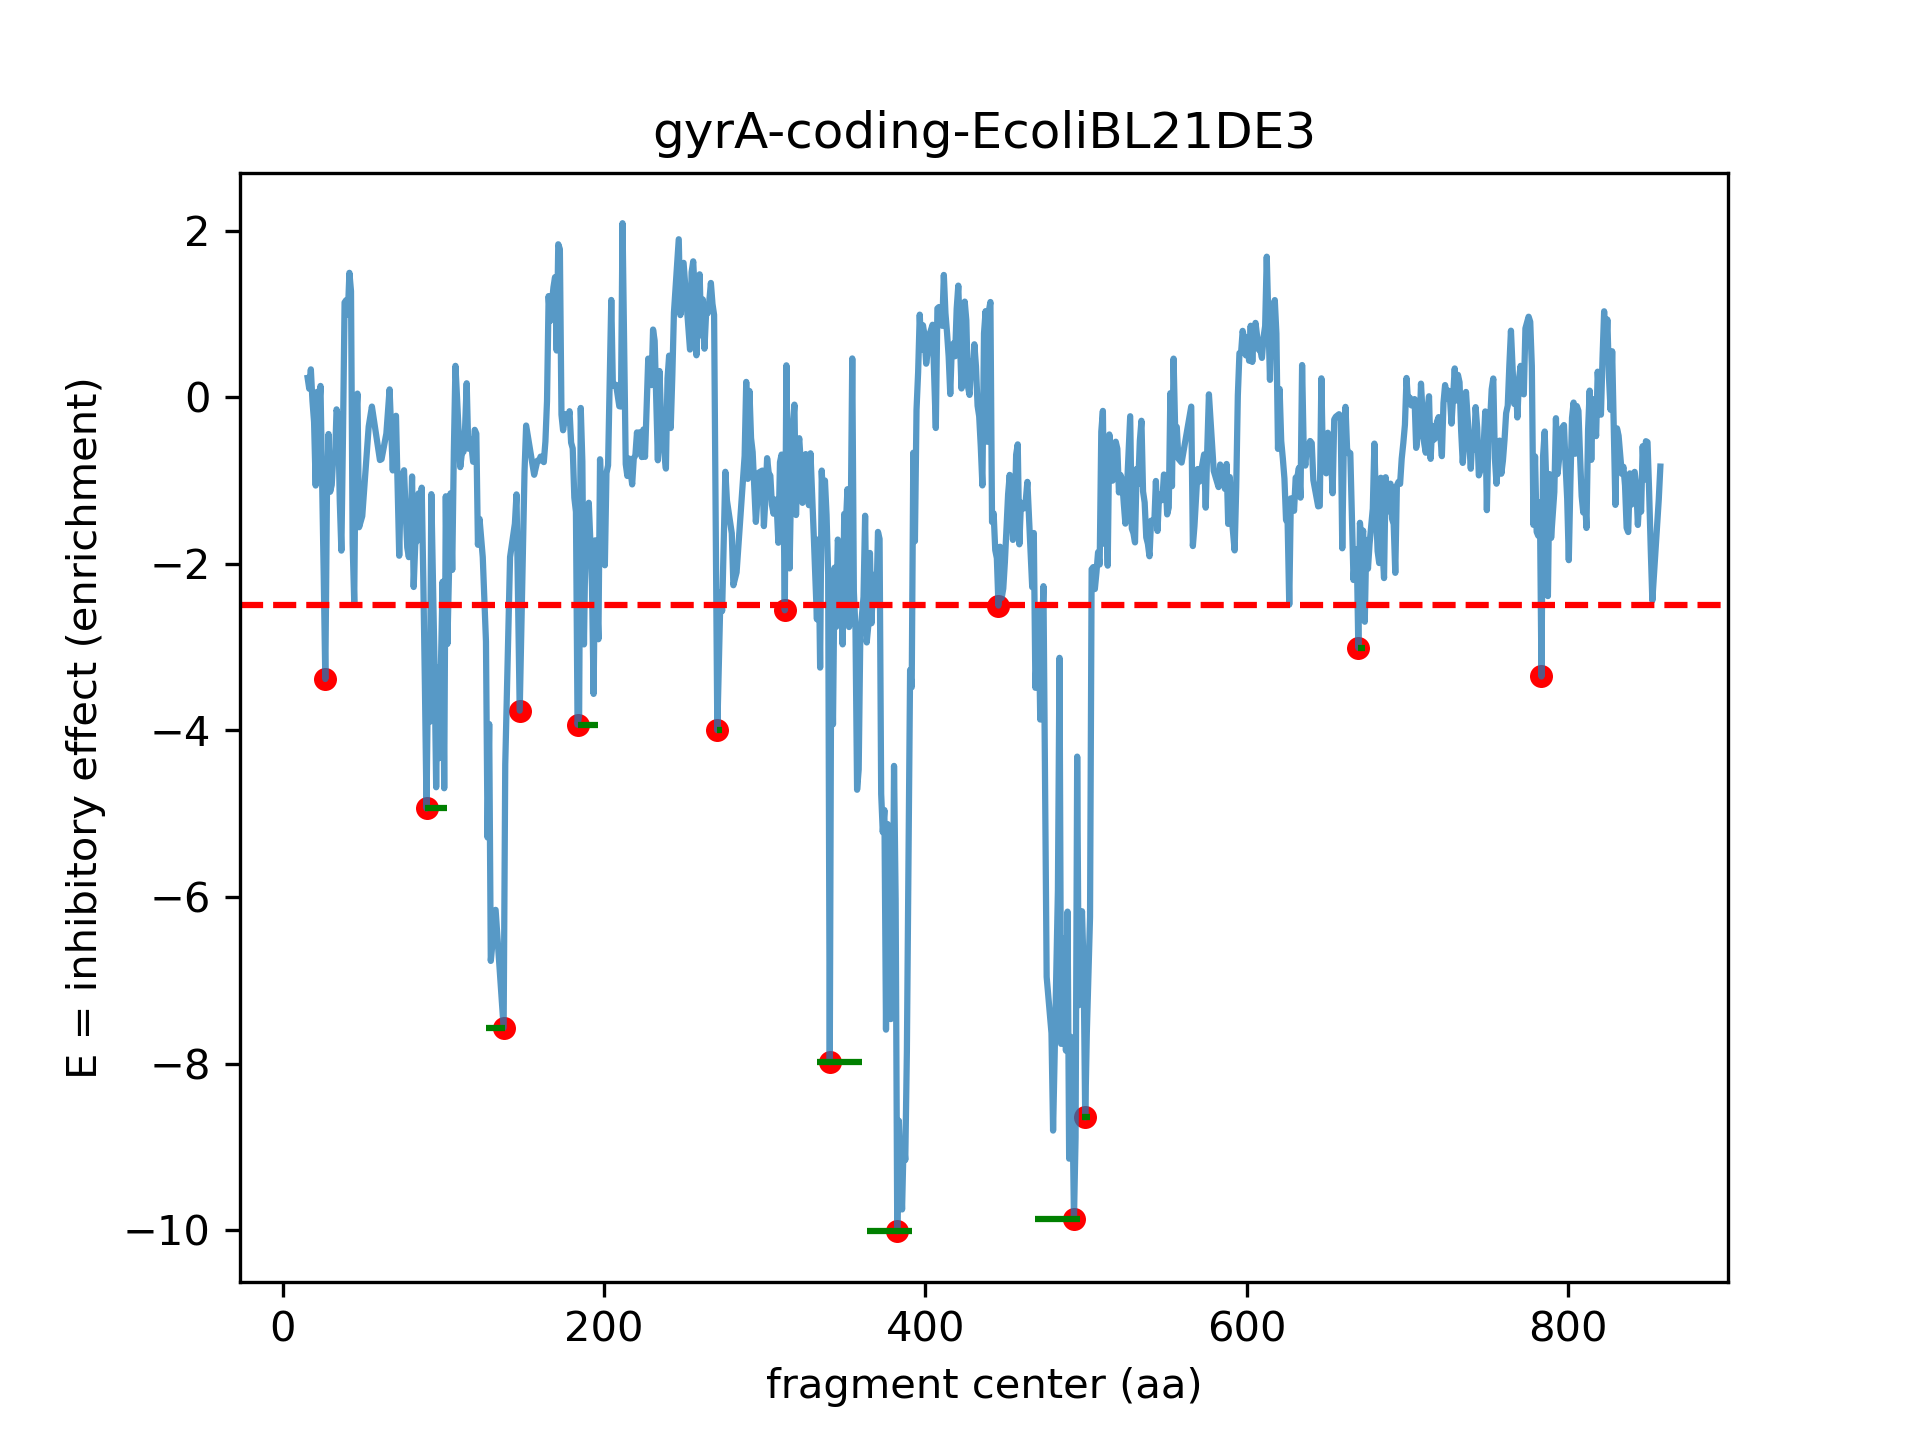 gyrA-coding-EcoliBL21DE3
E = inhibitory effect (enrichment)
2
0
−2
−4
−6
−8
−10
0 200 400 600 800
fragment center (aa)